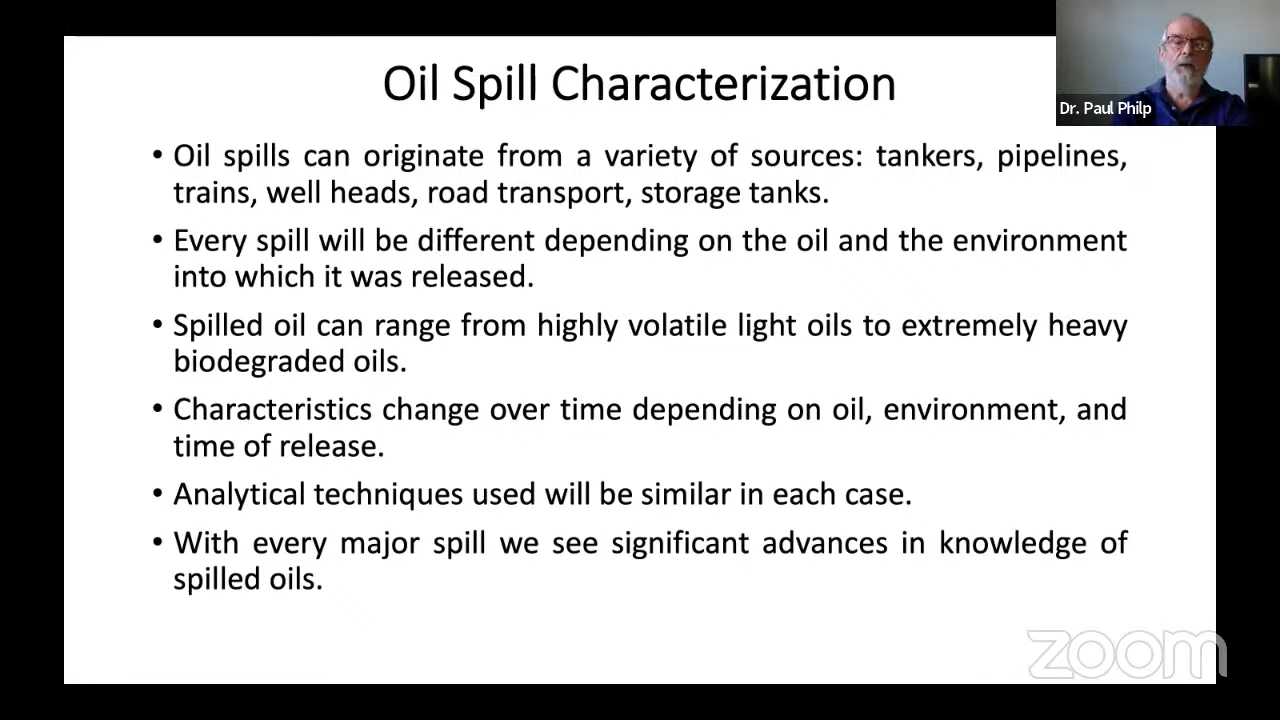 Oil Spill Characterization
Dr. Paul Philp
• Oil spills can originate from a variety of sources: tankers, pipelines,
trains, well heads, road transport, storage tanks.
• Every spill will be different depending on the oil and the environment
into which it was released.
• Spilled oil can range from highly volatile light oils to extremely heavy
biodegraded oils.
• Characteristics change over time depending on oil, environment, and
time of release.
• Analytical techniques used will be similar in each case.
• With every major spill we see significant advances in knowledge of
spilled oils.
zoom